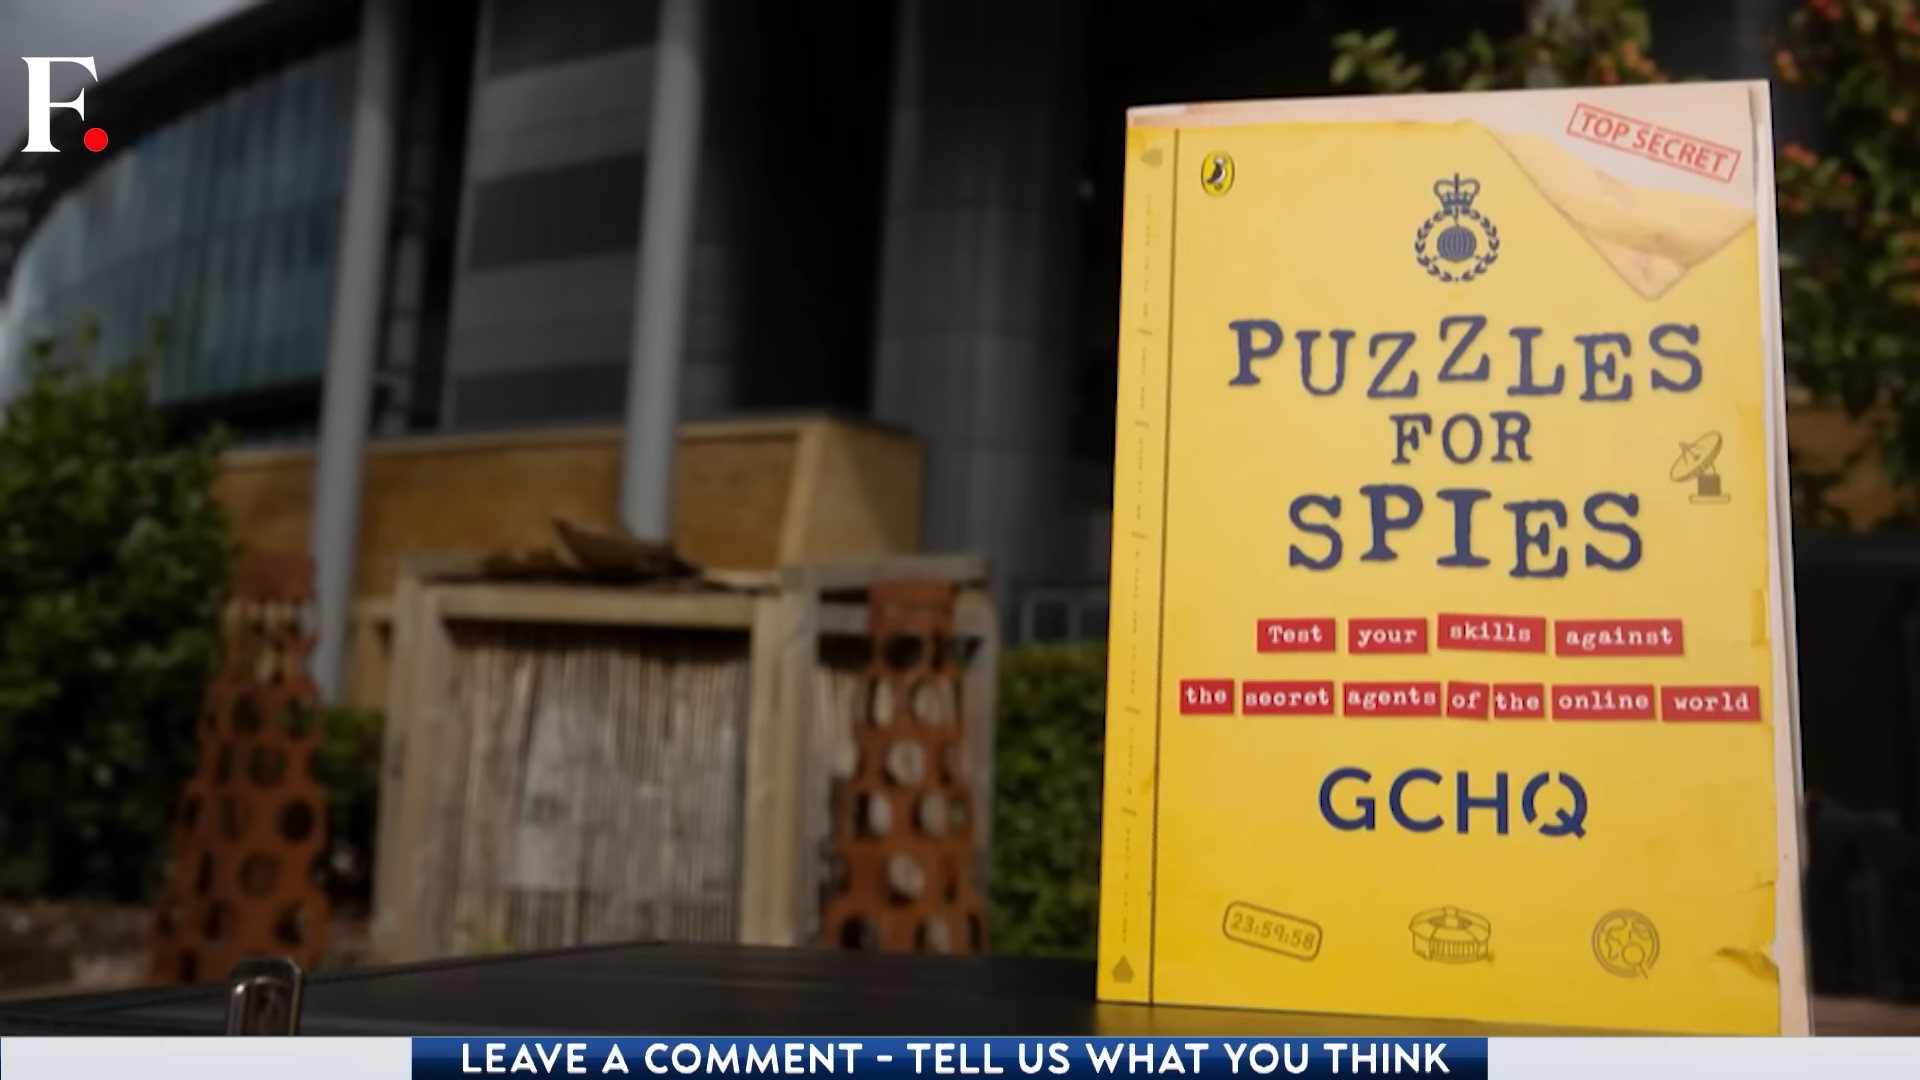 F.
TOP SECRET
PUZZLES
FOR
SPIES
Test your skills against
the secret agents of the online world
GCHQ
23:59:58
LEAVE A COMMENT - TELL US WHAT YOU THINK